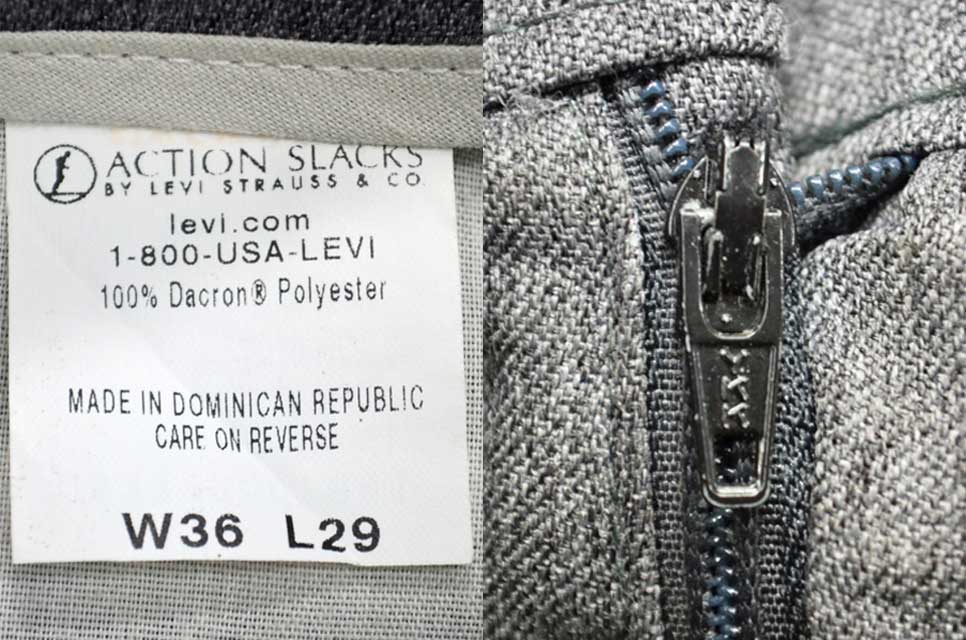 ACTION SLACKS
BY LEVI STRAUSS & CO.
levi.com
1-800-USA-LEVI
100% Dacron® Polyester
MADE IN DOMINICAN REPUBLIC
CARE ON REVERSE
W36 L29